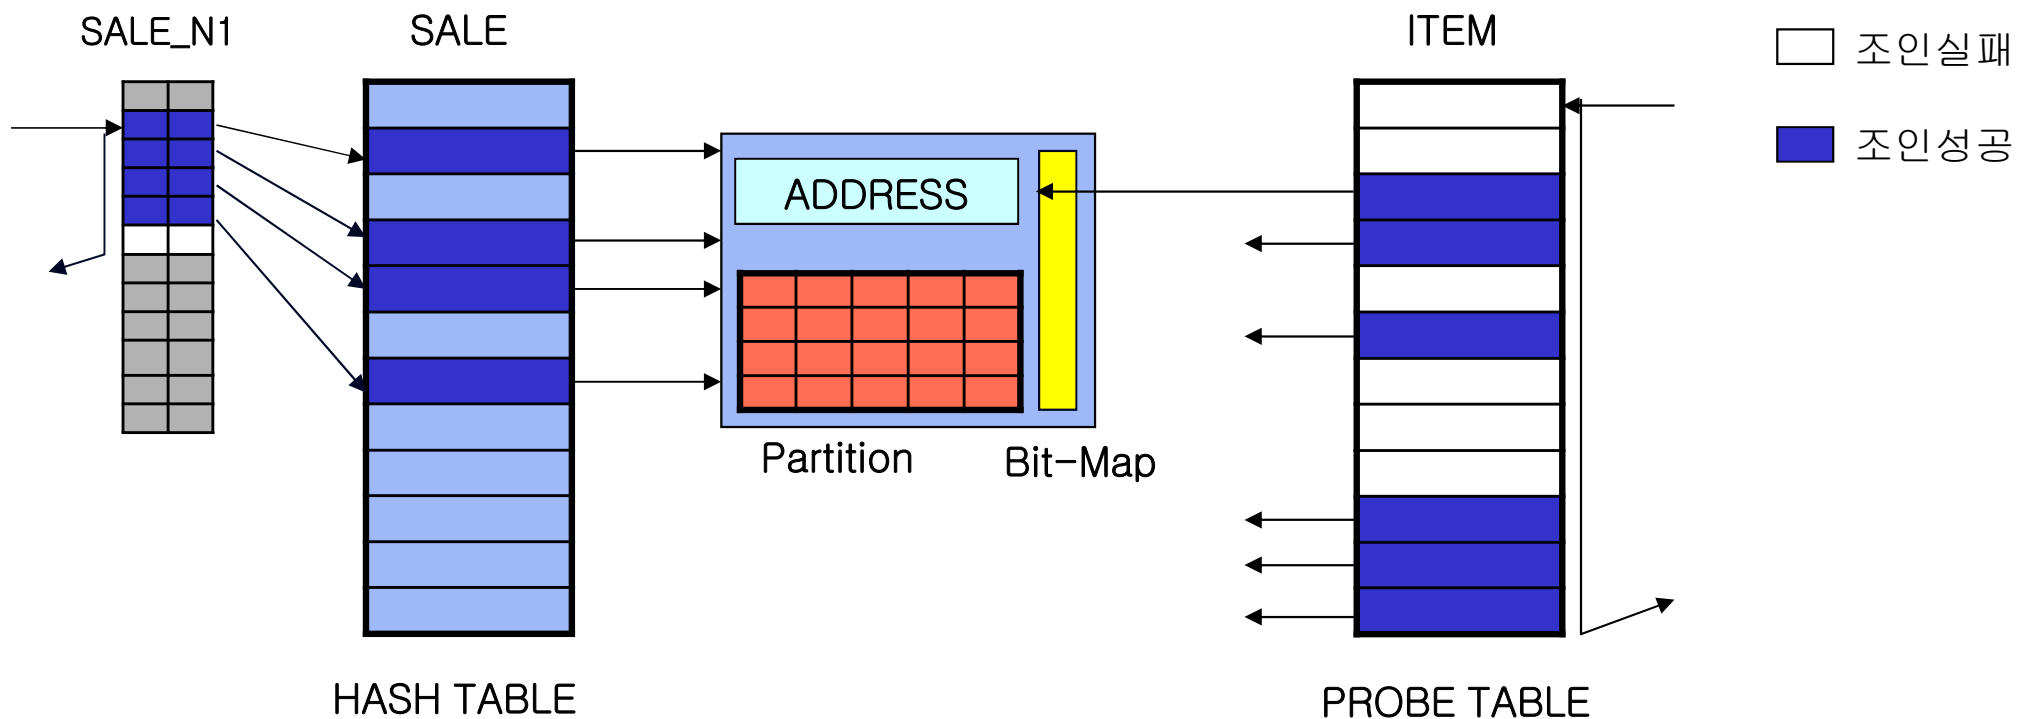 SALE_N1
SALE
ITEM
조인실패
조인성공
ADDRESS
Partition
Bit-Map
HASH TABLE
PROBE TABLE